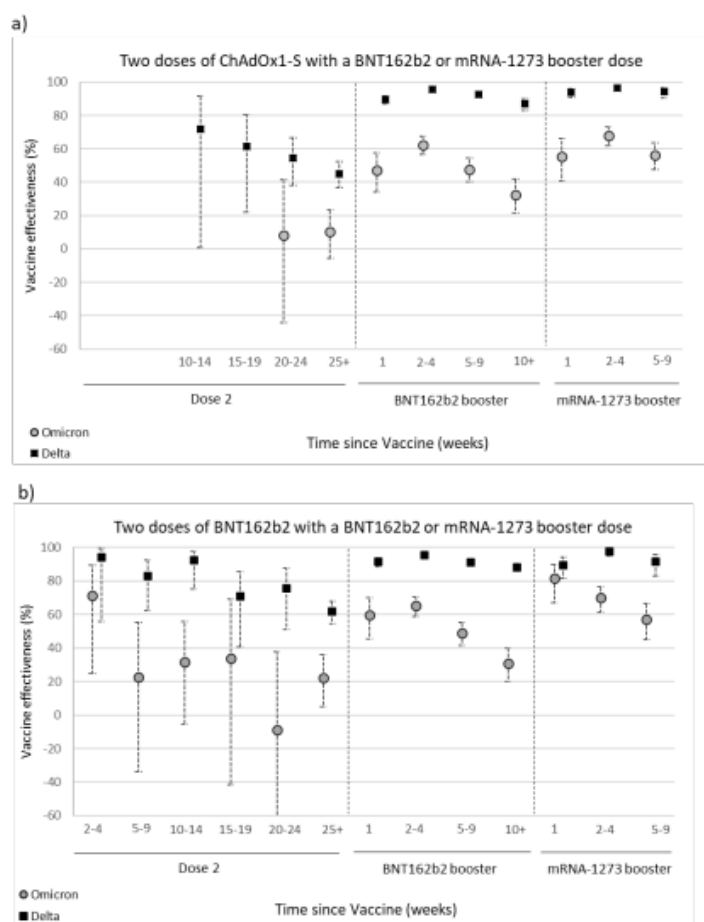 a)
Two doses of ChAdOx1-S with a BNT162b2 or mRNA-1273 booster dose
Vaccine effectiveness (%)
100
80
60
40
20
0
-20
-40
-60
10-14 15-19 20-24 25+ 1 2-4 5-9 10+ 1 2-4 5-9
Dose 2 BNT162b2 booster mRNA-1273 booster
Omicron
Delta
Time since Vaccine (weeks)
b)
Two doses of BNT162b2 with a BNT162b2 or mRNA-1273 booster dose
Vaccine effectiveness (%)
100
80
60
40
20
0
-20
-40
-60
2-4 5-9 10-14 15-19 20-24 25+ 1 2-4 5-9 10+ 1 2-4 5-9
Dose 2 BNT162b2 booster mRNA-1273 booster
Omicron
Delta
Time since Vaccine (weeks)